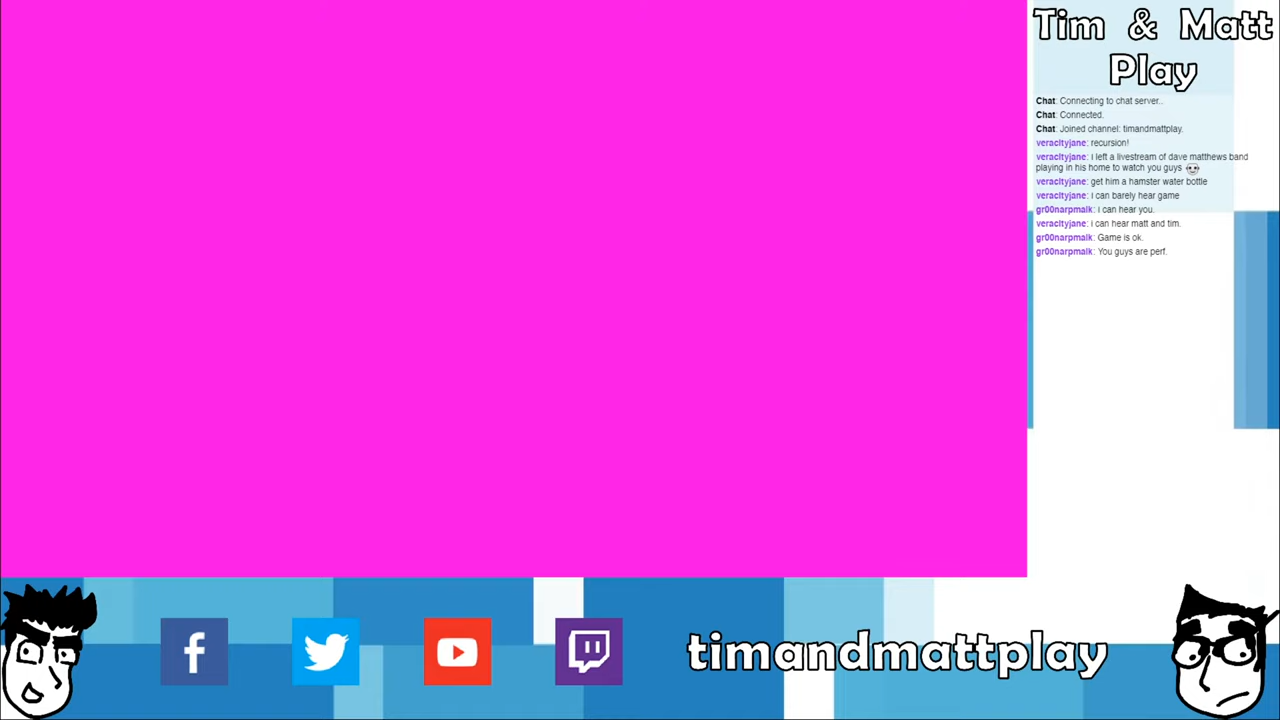 Tim & Matt
Play
Chat: Connecting to chat server..
Chat: Connected.
Chat: Joined channel: timandmattplay.
veracityjane: recursion!
veracityjane: i left a livestream of dave matthews band
playing in his home to watch you guys
veracityjane: get him a hamster water bottle
veracityjane: i can barely hear game
gr00narpmalk: I can hear you.
veracityjane: i can hear matt and tim.
gr00narpmalk: Game is ok.
gr00narpmalk: You guys are perf.
timandmattplay